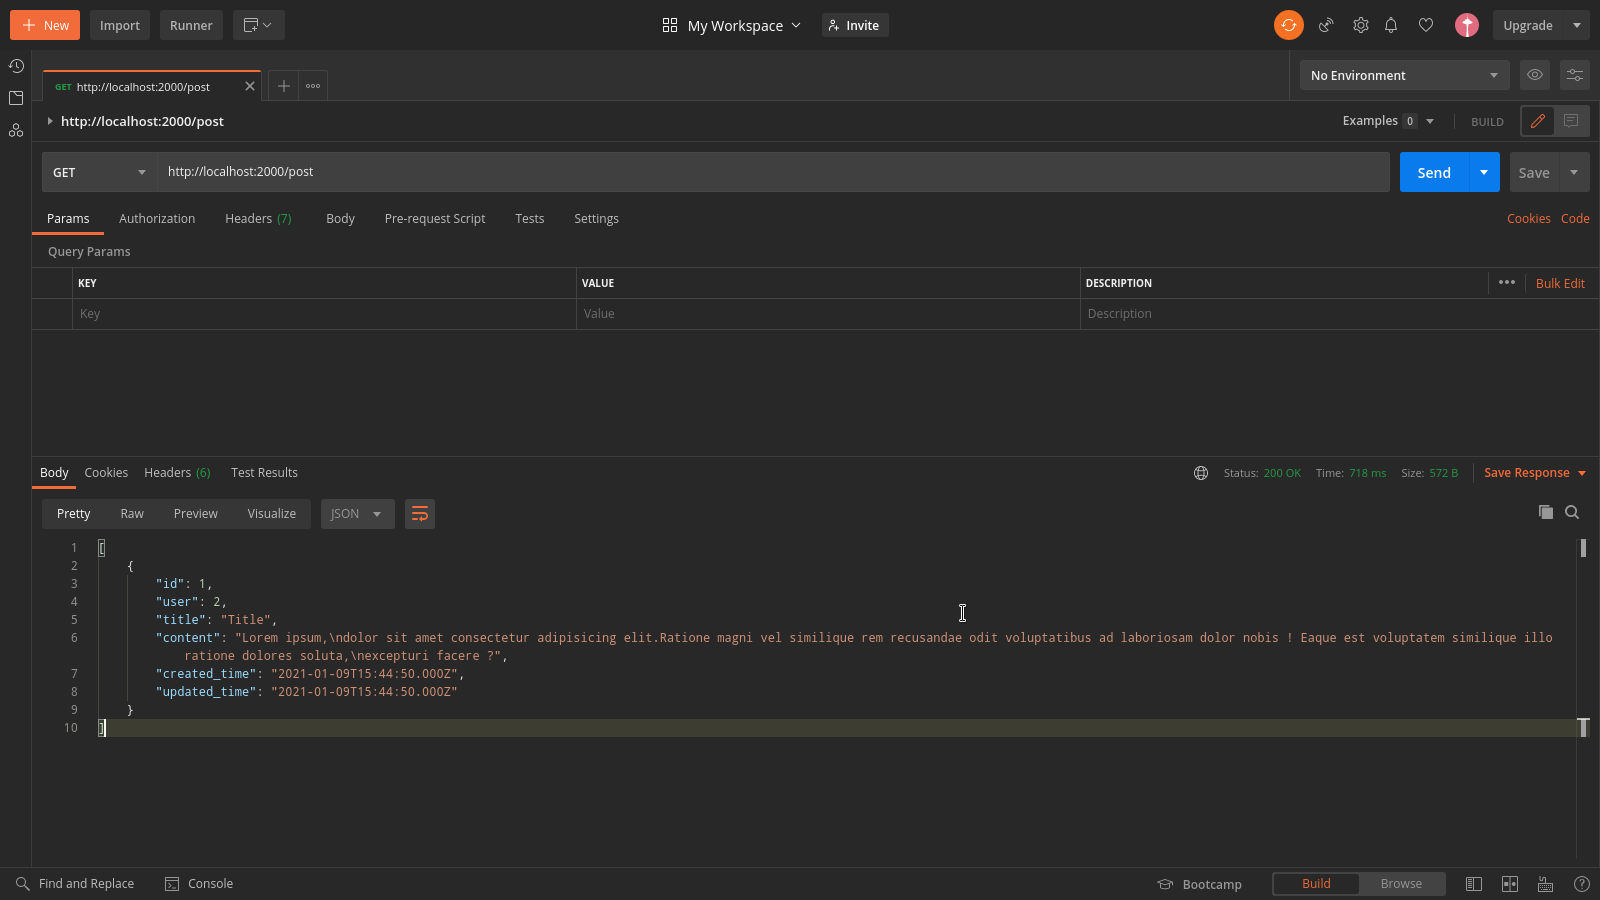 New Import Runner My Workspace Invite Upgrade
GET http://localhost:2000/post No Environment
http://localhost:2000/post Examples 0 BUILD
GET http://localhost:2000/post Send Save
Params Authorization Headers (7) Body Pre-request Script Tests Settings Cookies Code
Query Params
KEY VALUE DESCRIPTION Bulk Edit
Key Value Description
Body Cookies Headers (6) Test Results Status: 200 OK Time: 718 ms Size: 572 B Save Response
Pretty Raw Preview Visualize JSON
1 [
2 {
3 "id": 1,
4 "user": 2,
5 "title": "Title",
6 "content": "Lorem ipsum,\ndolor sit amet consectetur adipisicing elit.Ratione magni vel similique rem recusandae odit voluptatibus ad laboriosam dolor nobis ! Eaque est voluptatem similique illo
ratione dolores soluta,\nexcepturi facere ?",
7 "created_time": "2021-01-09T15:44:50.000Z",
8 "updated_time": "2021-01-09T15:44:50.000Z"
9 }
10 ]
Find and Replace Console Bootcamp Build Browse